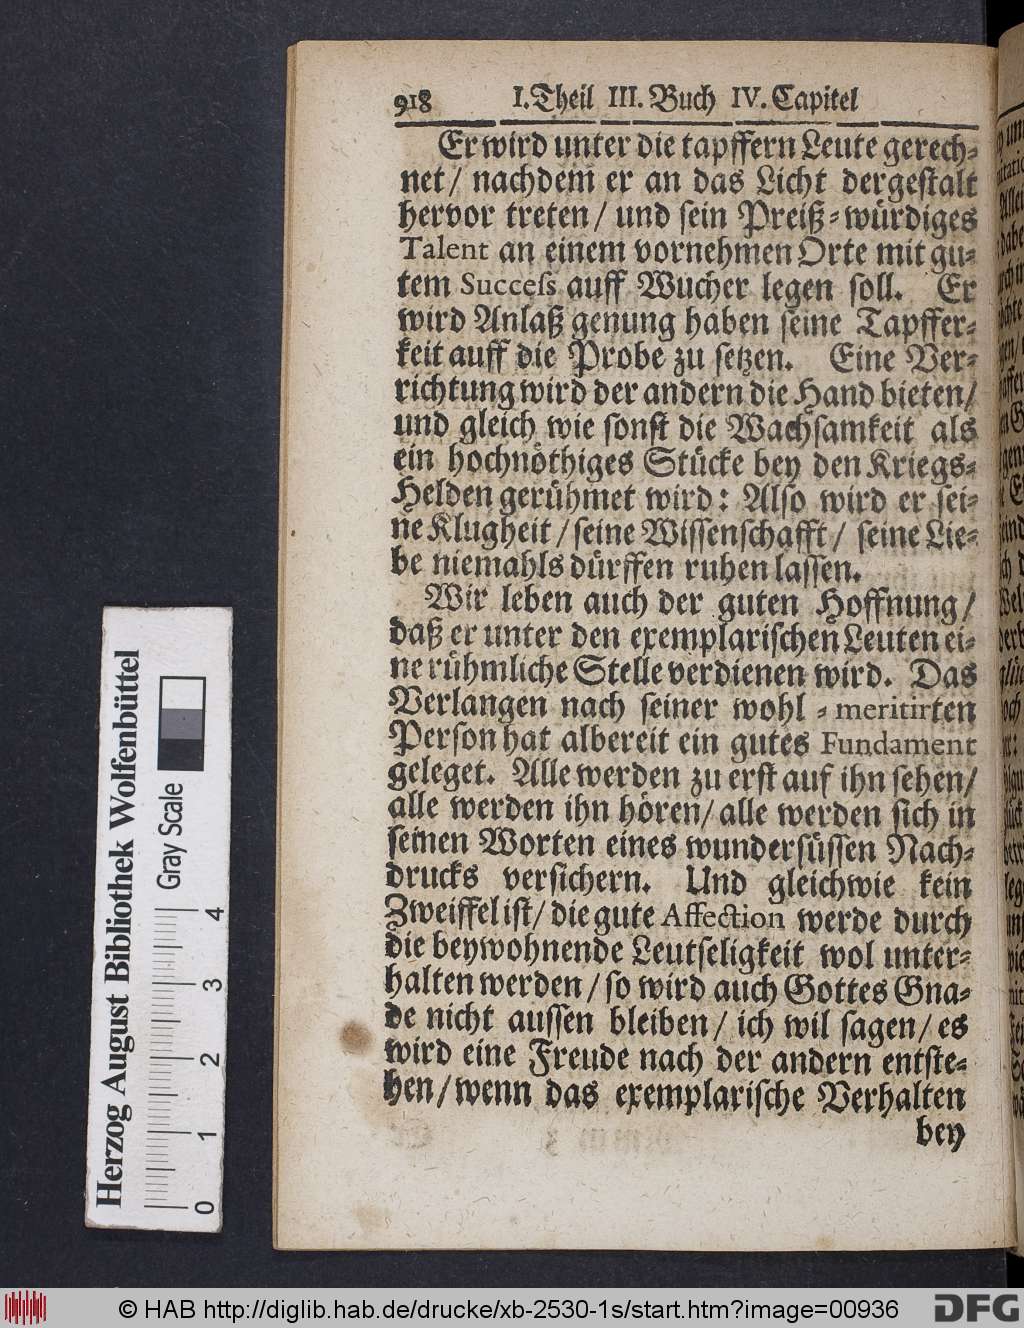 918 I. Theil III. Buch IV. Capitel
Er wird unter die tapffern Leute gerech-
net / nachdem er an das Licht dergestalt
hervor treten / und sein Preiß-würdiges
Talent an einem vornehmen Orte mit gu-
tem Success auff Wucher legen soll. Er
wird Anlaß genung haben seine Tapffer-
keit auff die Probe zu setzen. Eine Ver-
richtung wird der andern die Hand bieten /
und gleich wie sonst die Wachsamkeit als
ein hochnöthiges Stücke bey den Kriegs-
Helden gerühmet wird: Also wird er sei-
ne Klugheit / seine Wissenschafft / seine Lie-
be niemahls dürffen ruhen lassen.
Wir leben auch der guten Hoffnung /
daß er unter den exemplarischen Leuten ei-
ne rühmliche Stelle verdienen wird. Das
Verlangen nach seiner wohl-meritirten
Person hat albereit ein gutes Fundament
geleget. Alle werden zu erst auf ihn sehen /
alle werden ihn hören / alle werden sich in
seinen Worten eines wundersüssen Nach-
drucks versichern. Und gleichwie kein
Zweiffel ist / die gute Affection werde durch
die beywohnende Leutseligkeit wol unter-
halten werden / so wird auch Gottes Gna-
de nicht aussen bleiben / ich wil sagen / es
wird eine Freude nach der andern entste-
hen / wenn das exemplarische Verhalten
bey
Herzog August Bibliothek Wolfenbüttel
Gray Scale
0 1 2 3 4
© HAB http://diglib.hab.de/drucke/xb-2530-1s/start.htm?image=00936
DFG